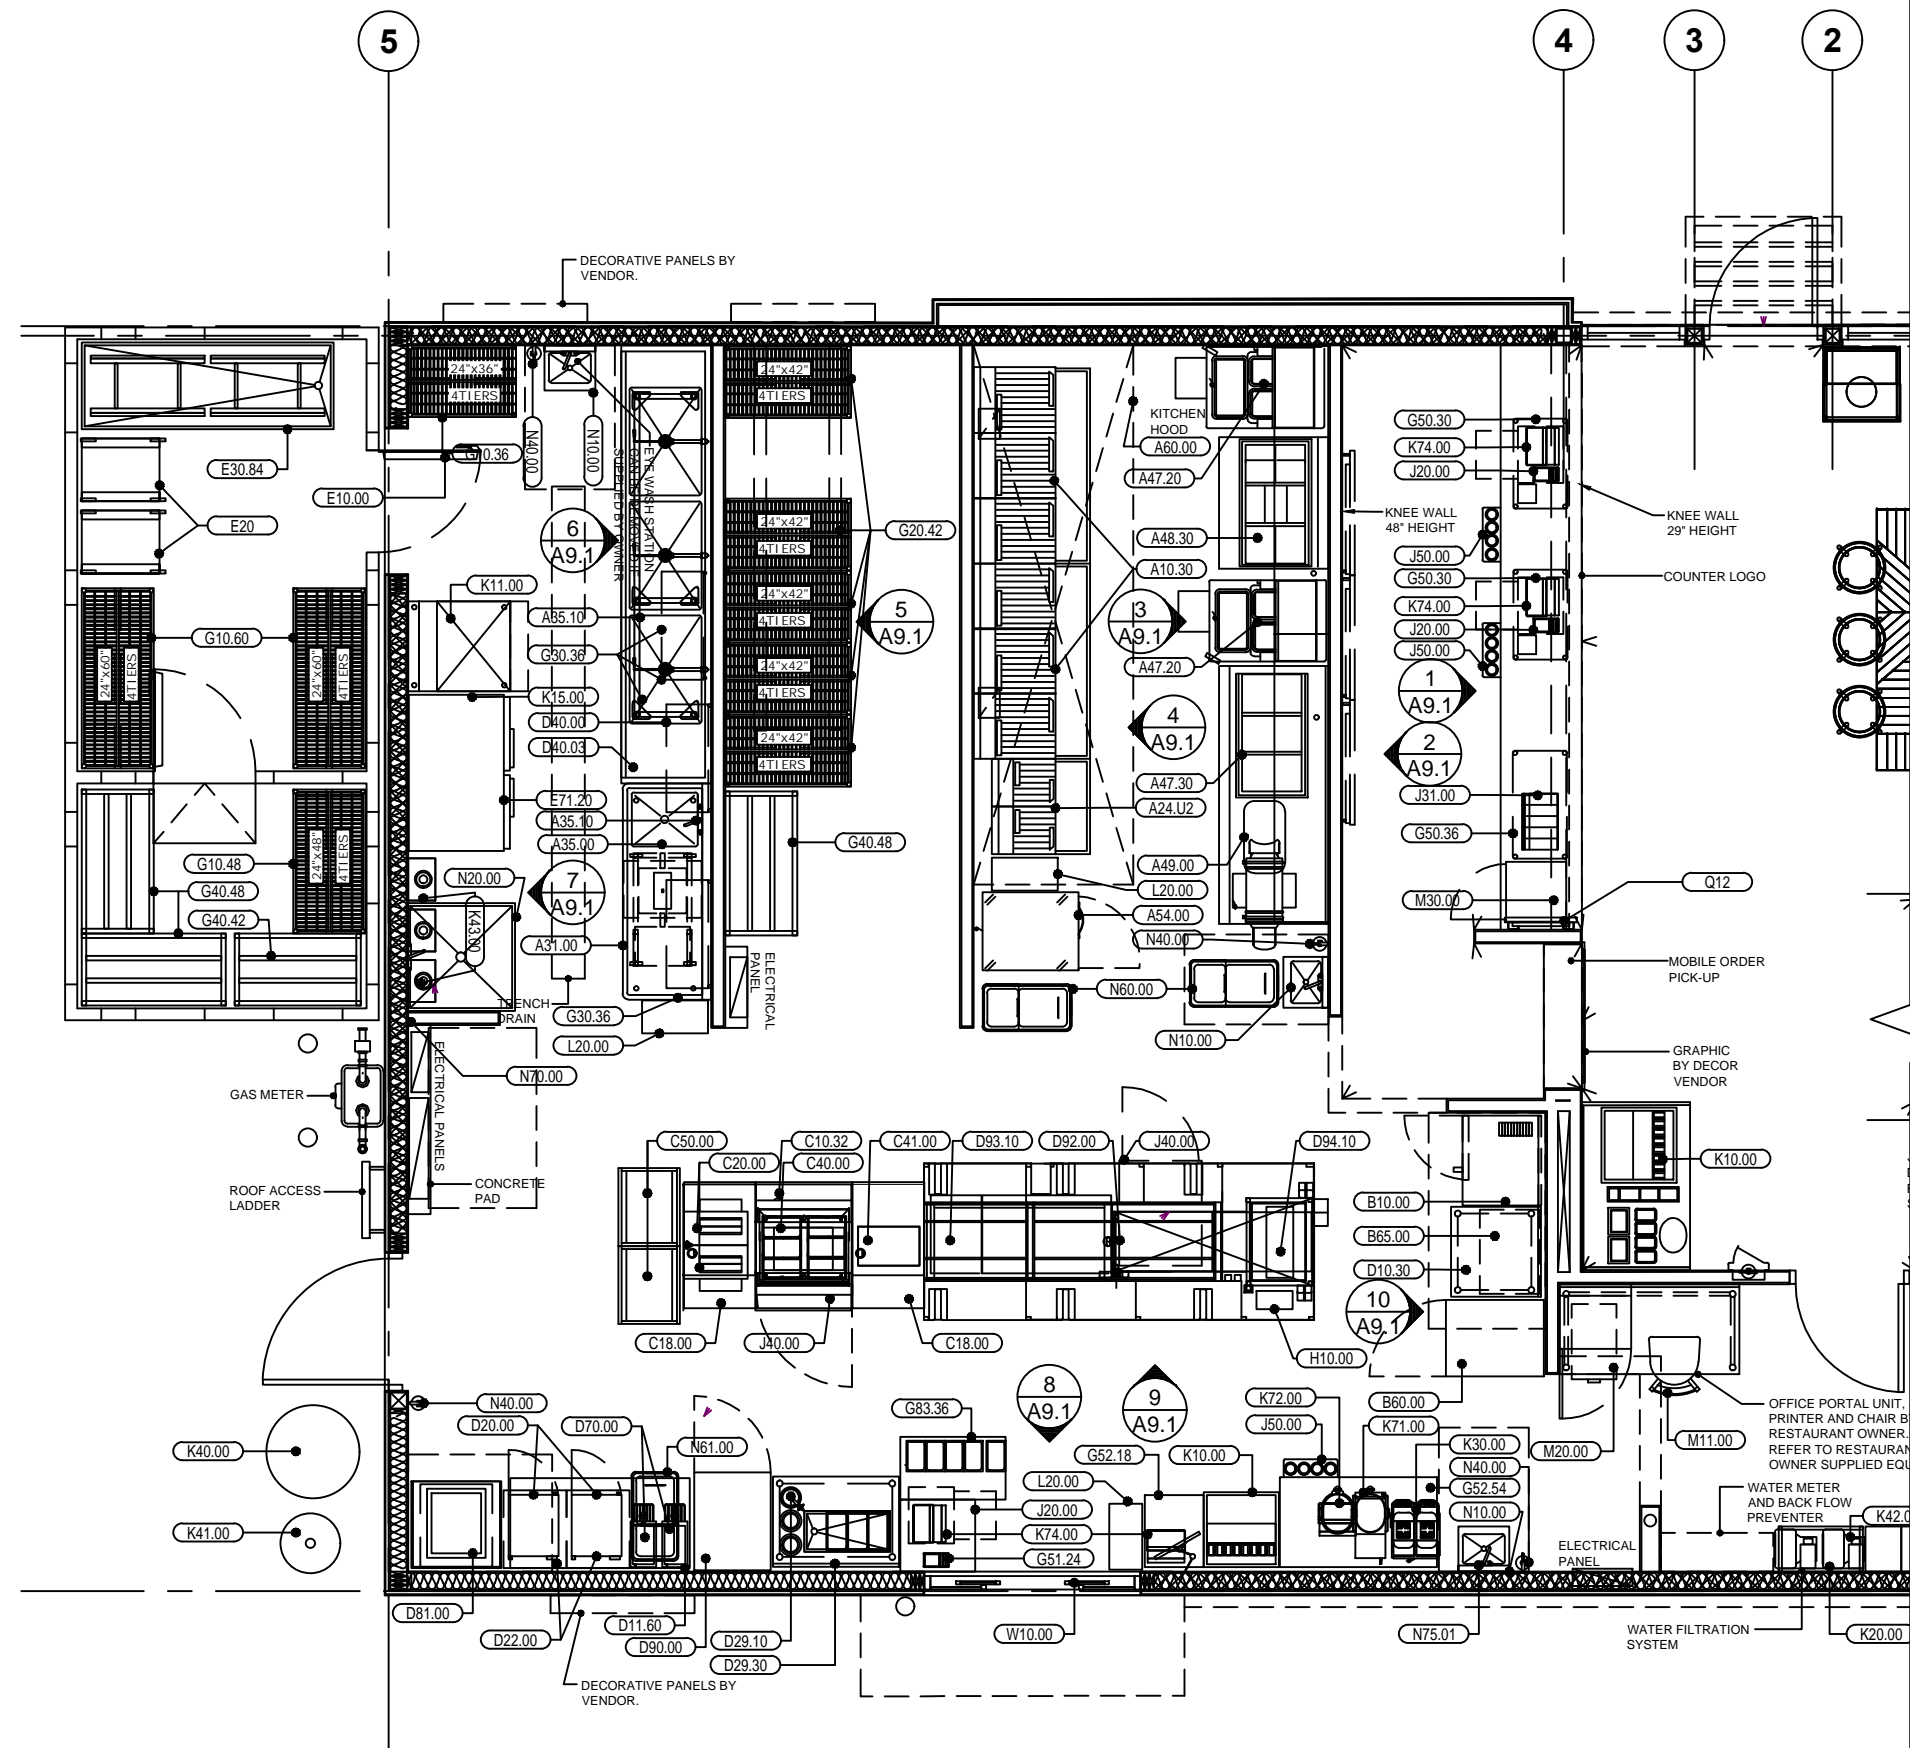 5
4
3
2
DECORATIVE PANELS BY
VENDOR.
24"x36"
4TIERS
24"x42"
4TIERS
E30.84
G10.36
E10.00
E20
N40.00
N10.00
EYE WASH STATION
SUPPLIED BY OWNER
6
A9.1
24"x42"
4TIERS
24"x42"
4TIERS
24"x42"
4TIERS
24"x42"
4TIERS
G20.42
5
A9.1
KITCHEN
HOOD
A60.00
A47.20
A48.30
A10.30
3
A9.1
A47.20
4
A9.1
A47.30
A24.U2
A49.00
L20.00
A54.00
N40.00
N60.00
N10.00
KNEE WALL
48" HEIGHT
G50.30
K74.00
J20.00
J50.00
G50.30
K74.00
J20.00
J50.00
1
A9.1
2
A9.1
J31.00
G50.36
M30.00
KNEE WALL
29" HEIGHT
COUNTER LOGO
Q12
MOBILE ORDER
PICK-UP
GRAPHIC
BY DECOR
VENDOR
K11.00
A35.10
G30.36
K15.00
D40.00
D40.03
E71.20
A35.10
A35.00
G10.60
24"x60"
4TIERS
24"x60"
4TIERS
24"x48"
4TIERS
G10.48
G40.48
G40.42
N20.00
K43.00
7
A9.1
A31.00
TRENCH
DRAIN
G30.36
L20.00
G40.48
ELECTRICAL
PANEL
N70.00
GAS METER
ELECTRICAL PANELS
ROOF ACCESS
LADDER
CONCRETE
PAD
C50.00
C20.00
C10.32
C40.00
C41.00
D93.10
D92.00
J40.00
D94.10
K10.00
B10.00
B65.00
D10.30
10
A9.1
C18.00
J40.00
C18.00
H10.00
B60.00
8
A9.1
9
A9.1
N40.00
D20.00
D70.00
N61.00
G83.36
K40.00
K41.00
L20.00
G52.18
K10.00
K72.00
J50.00
K71.00
K30.00
N40.00
G52.54
N10.00
J20.00
K74.00
G51.24
M20.00
M11.00
OFFICE PORTAL UNIT,
PRINTER AND CHAIR B
RESTAURANT OWNER.
REFER TO RESTAURAN
OWNER SUPPLIED EQU
WATER METER
AND BACK FLOW
PREVENTER
K42.0
ELECTRICAL
PANEL
D81.00
D22.00
D11.60
D90.00
D29.10
D29.30
W10.00
N75.01
WATER FILTRATION
SYSTEM
K20.00
DECORATIVE PANELS BY
VENDOR.